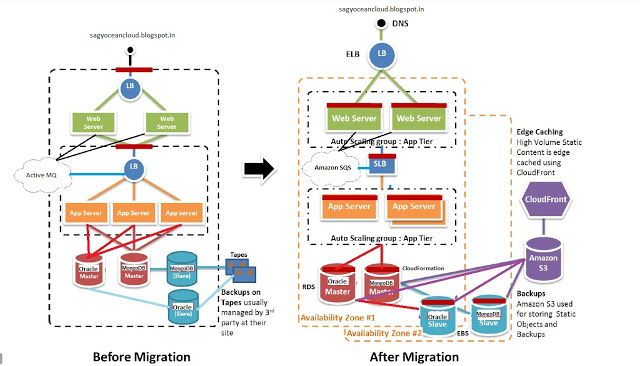 sagyoceancloud.blogspot.in
LB
Web
Server
Web
Server
Active MQ
LB
App Server
App Server
App server
Oracle
Master
MongoDB
Master
MongoDB
(Slave)
Oracle
(Slave)
Tapes
Backups on
Tapes usually
managed by 3rd
party at their
site
Before Migration
sagyoceancloud.blogspot.in
DNS
ELB
LB
Web Server
Web Server
Auto Scaling group : App Tier
Amazon SQS
SLB
App Server
App Server
Auto Scaling group : App Tier
RDS
Oracle
Master
MongoDB
Master
CloudFormation
Availability Zone #1
Oracle
Slave
MongoDB
Slave
Availability Zone #2
EBS
Edge Caching
High Volume Static
Content is edge
cached using
CloudFront
CloudFront
Amazon
S3
Backups
Amazon S3 used
for storing Static
Objects and
Backups
After Migration